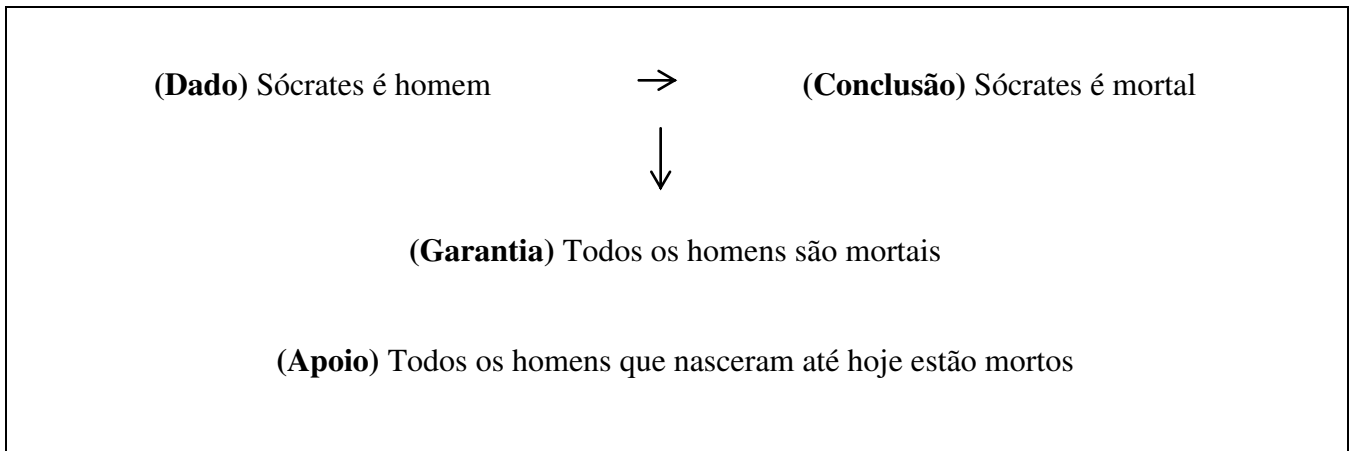 (Dado) Sócrates é homem → (Conclusão) Sócrates é mortal
(Garantia) Todos os homens são mortais
(Apoio) Todos os homens que nasceram até hoje estão mortos